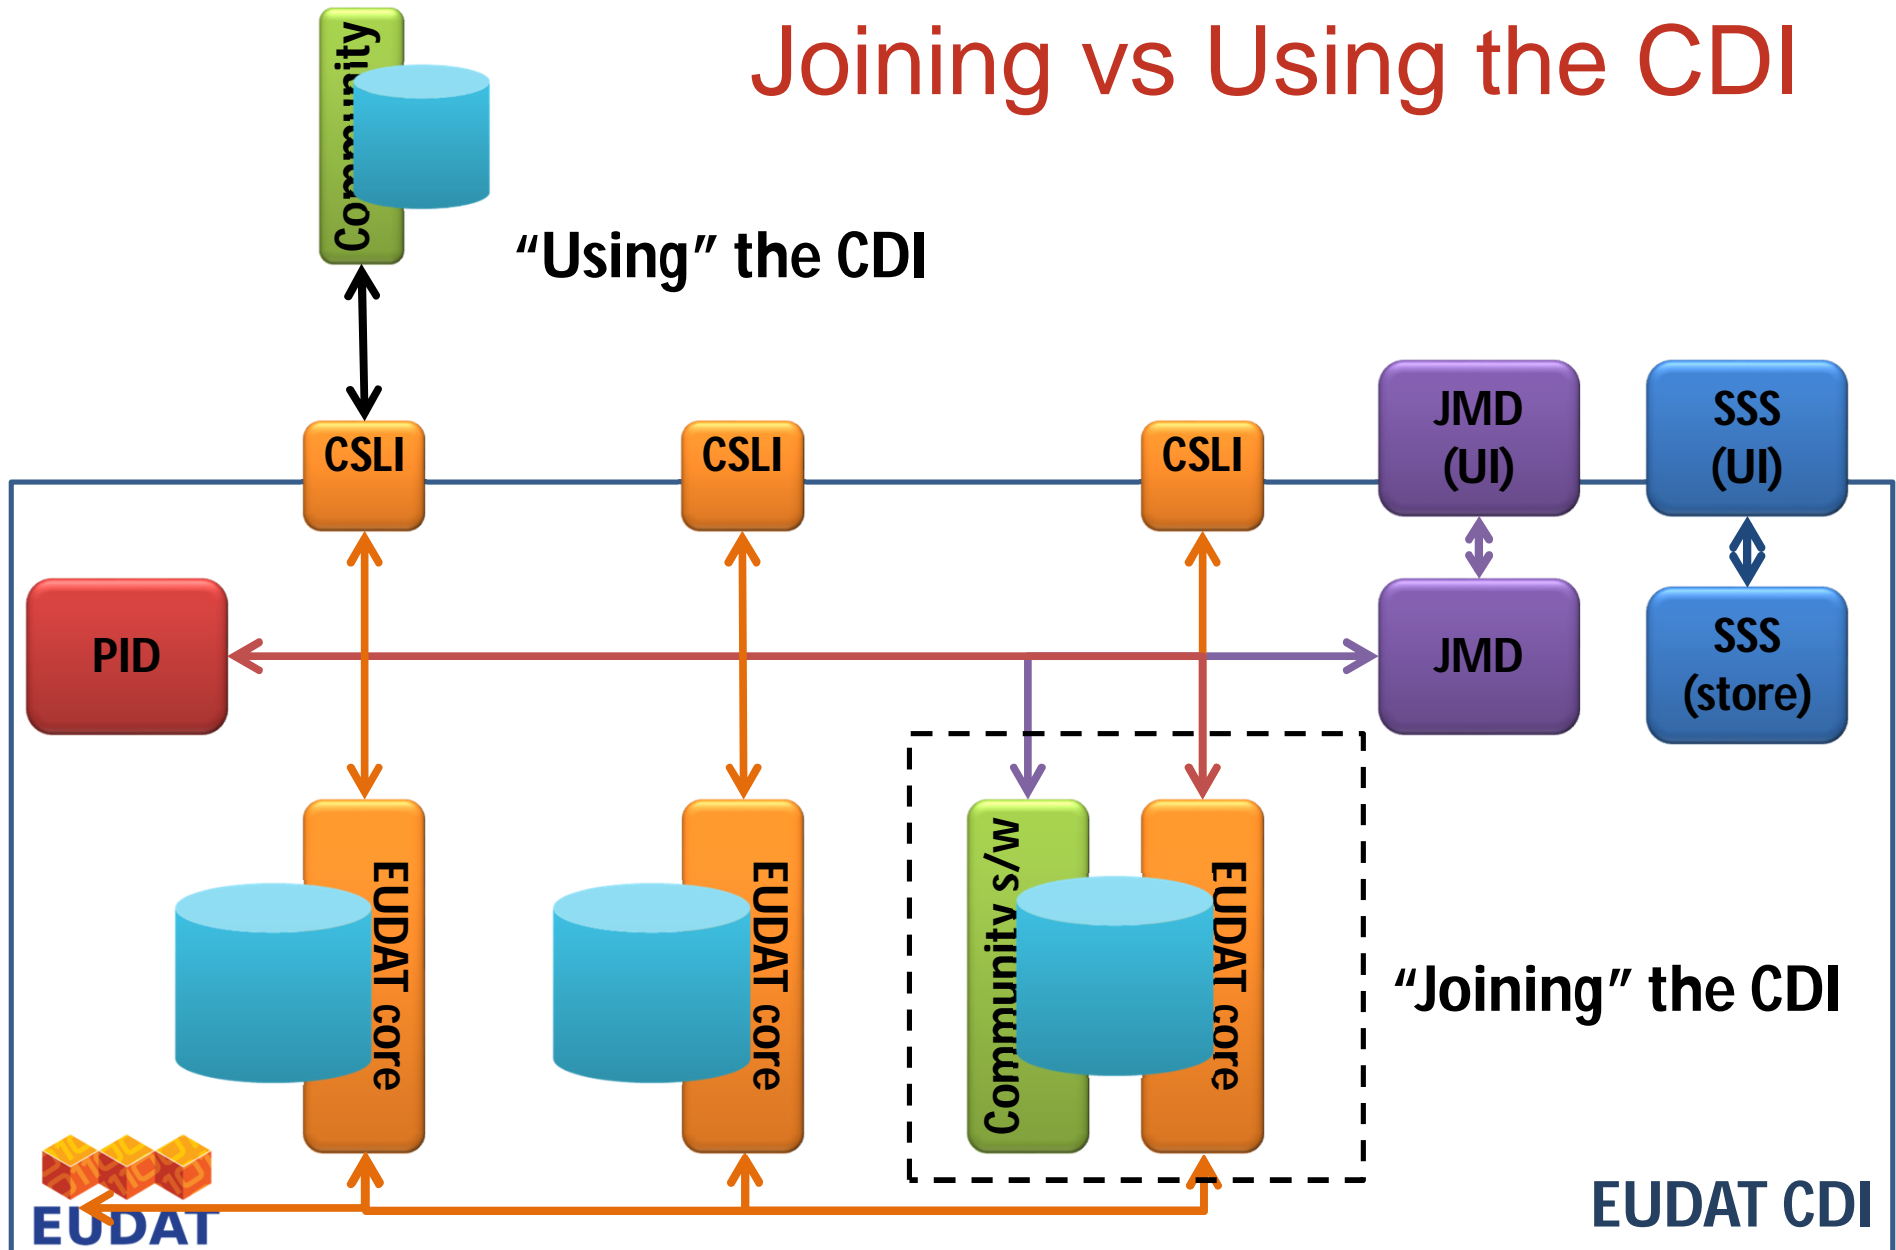 Joining vs Using the CDI
Community
“Using” the CDI
CSLI
CSLI
CSLI
JMD
(UI)
SSS
(UI)
PID
JMD
SSS
(store)
EUDAT core
EUDAT core
Community s/w
EUDAT core
“Joining” the CDI
EUDAT
EUDAT CDI